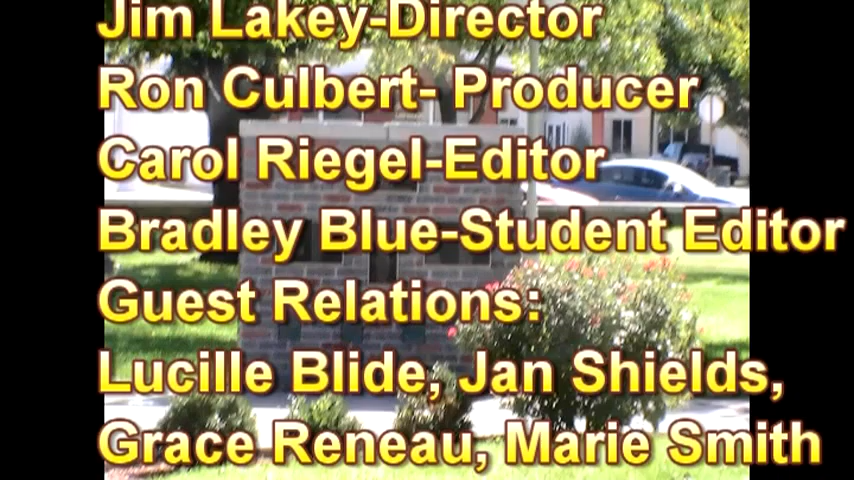 Jim Lakey-Director
Ron Culbert- Producer
Carol Riegel-Editor
Bradley Blue-Student Editor
Guest Relations:
Lucille Blide, Jan Shields,
Grace Reneau, Marie Smith